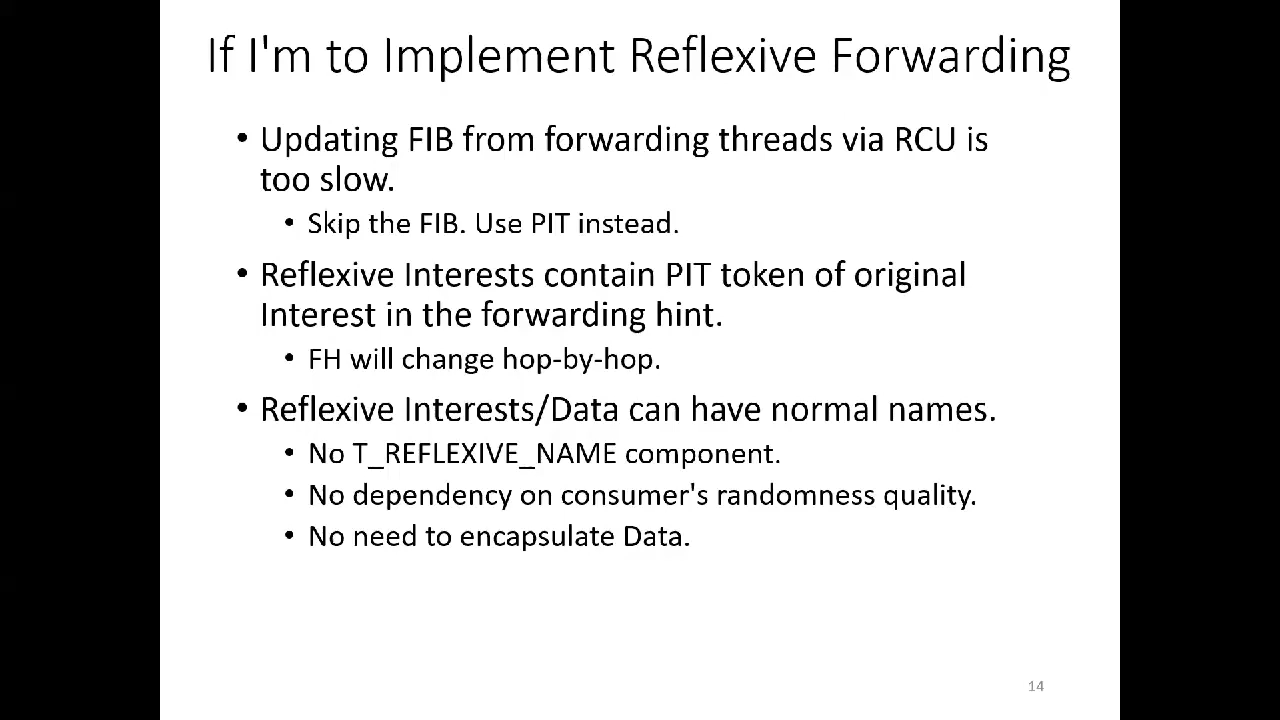 If I'm to Implement Reflexive Forwarding
• Updating FIB from forwarding threads via RCU is
too slow.
• Skip the FIB. Use PIT instead.
• Reflexive Interests contain PIT token of original
Interest in the forwarding hint.
• FH will change hop-by-hop.
• Reflexive Interests/Data can have normal names.
• No T_REFLEXIVE_NAME component.
• No dependency on consumer's randomness quality.
• No need to encapsulate Data.
14